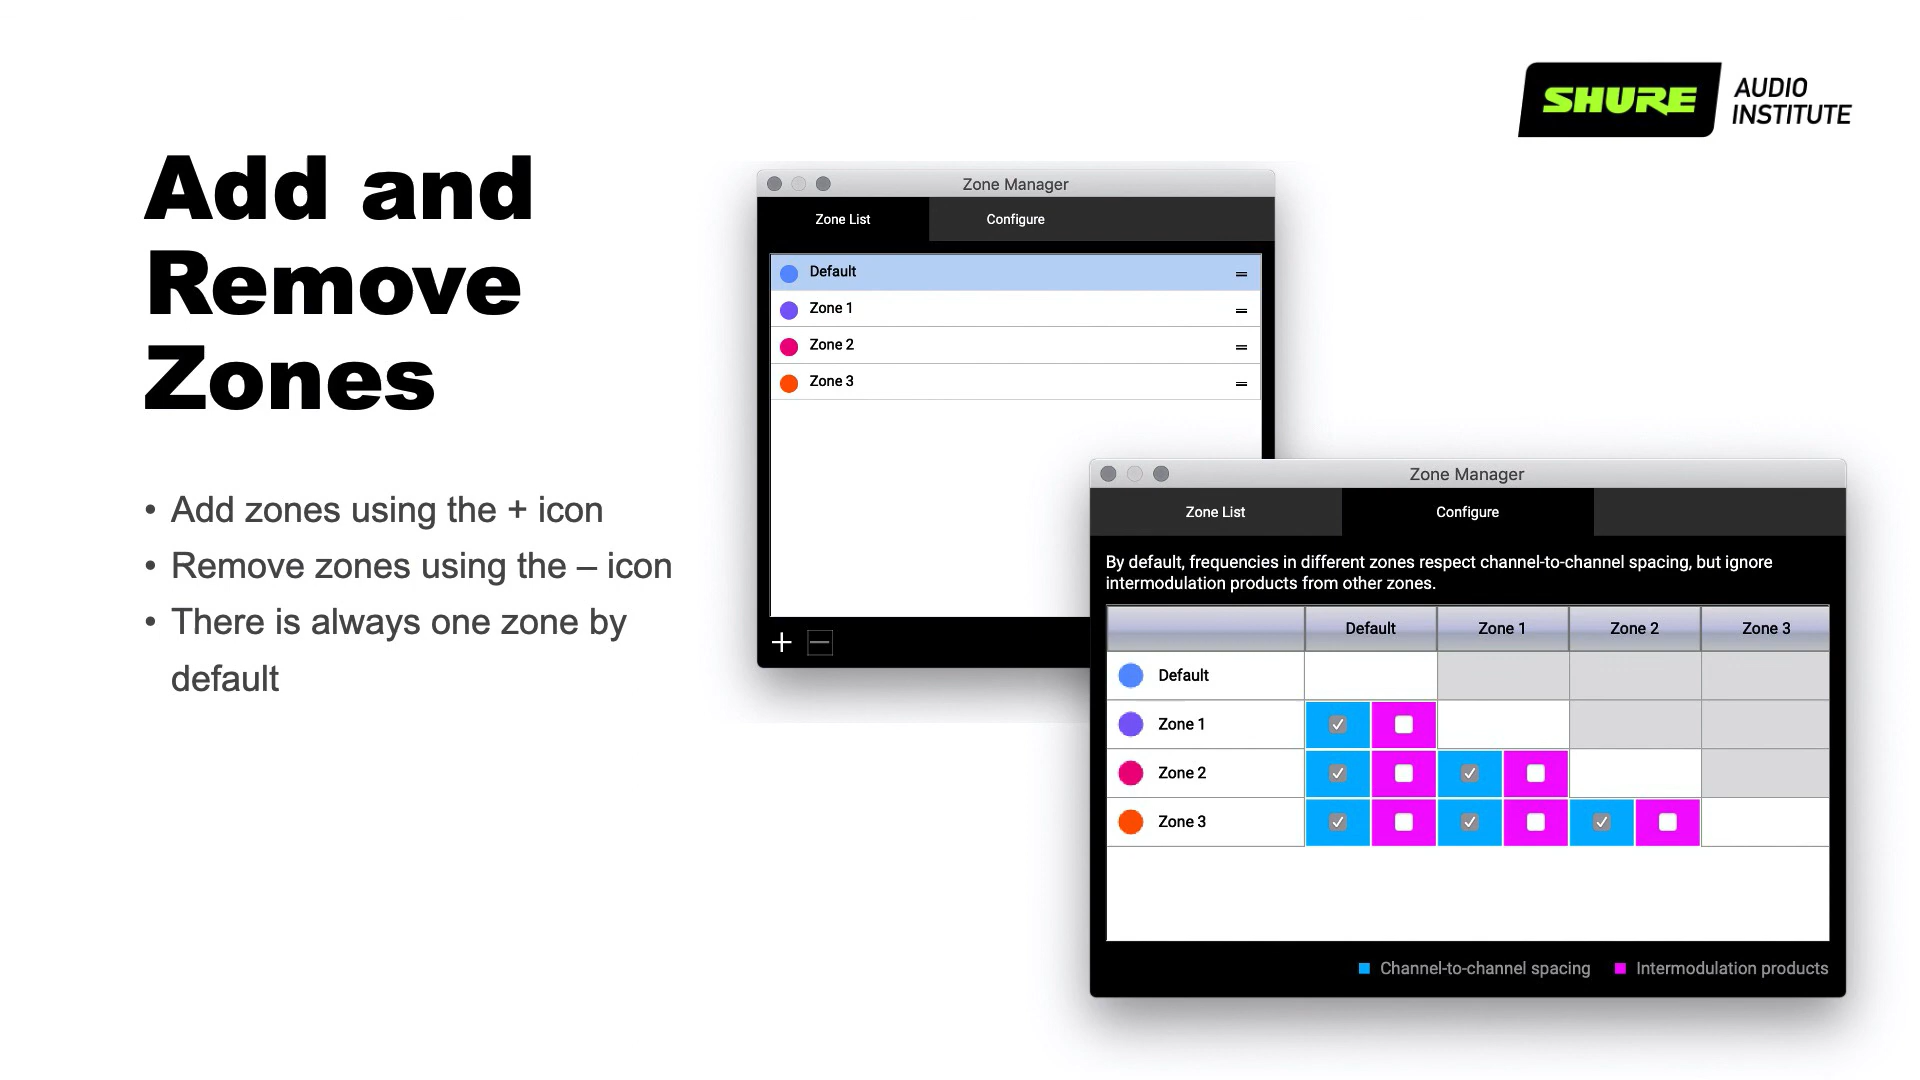 SHURE AUDIO
INSTITUTE
Add and
Remove
Zones
• Add zones using the + icon
• Remove zones using the – icon
• There is always one zone by
default
Zone Manager
Zone List Configure
Default
Zone 1
Zone 2
Zone 3
Zone Manager
Zone List Configure
By default, frequencies in different zones respect channel-to-channel spacing, but ignore
intermodulation products from other zones.
Default Zone 1 Zone 2 Zone 3
Default
Zone 1
Zone 2
Zone 3
Channel-to-channel spacing Intermodulation products